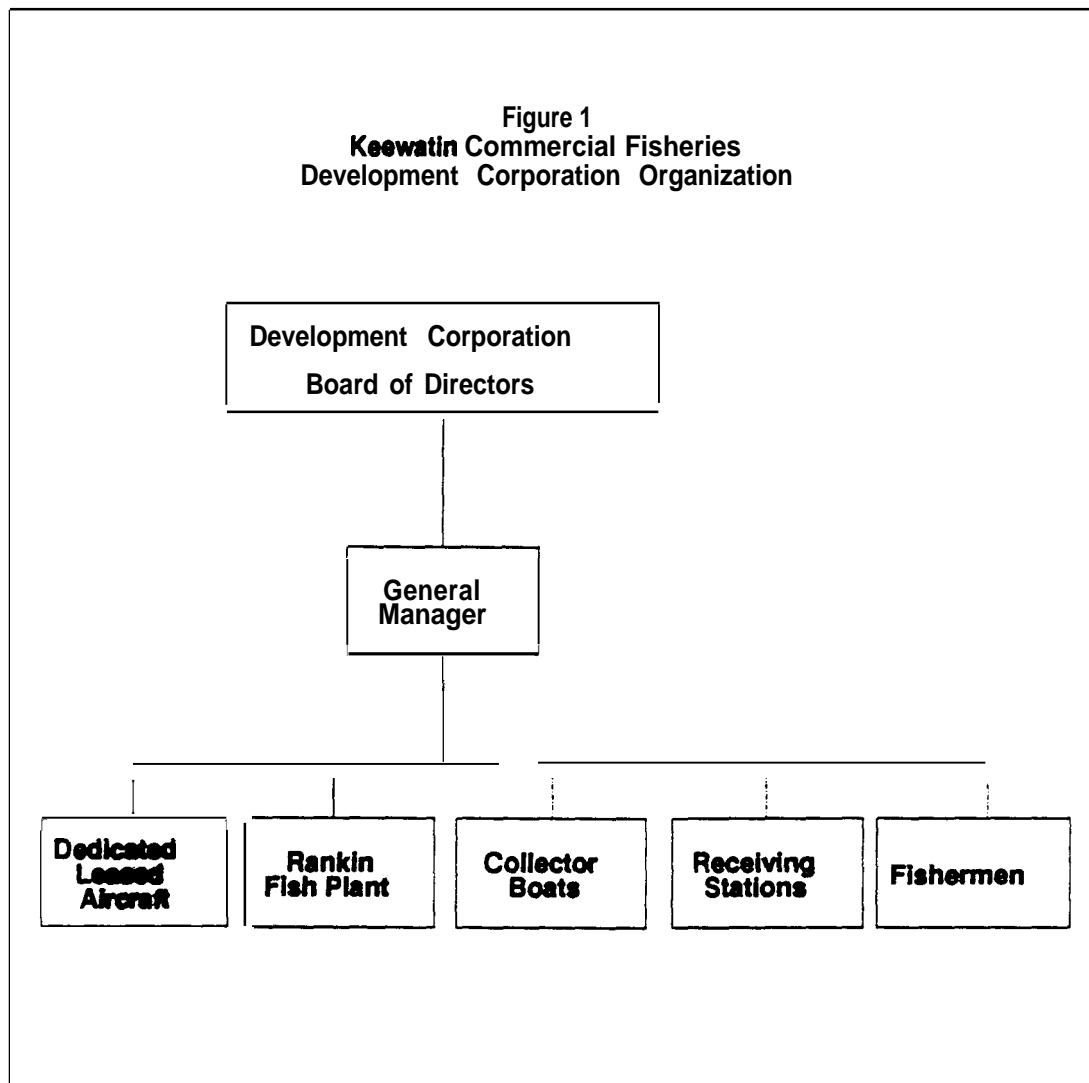 Figure 1
Keewatin Commercial Fisheries
Development Corporation Organization
Development Corporation
Board of Directors
General
Manager
Dedicated
Leased
Aircraft
Rankin
Fish Plant
Collector
Boats
Receiving
Stations
Fishermen